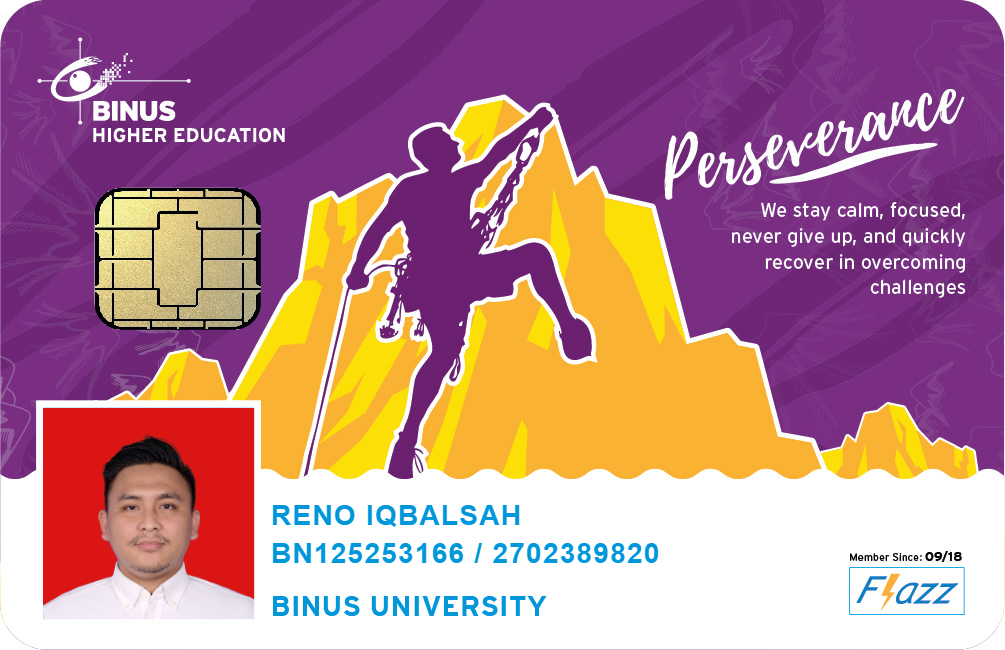 BINUS
HIGHER EDUCATION
Perseverance
We stay calm, focused,
never give up, and quickly
recover in overcoming
challenges
RENO IQBALSAH
BN125253166 / 2702389820
BINUS UNIVERSITY
Member Since: 09/18
Flazz